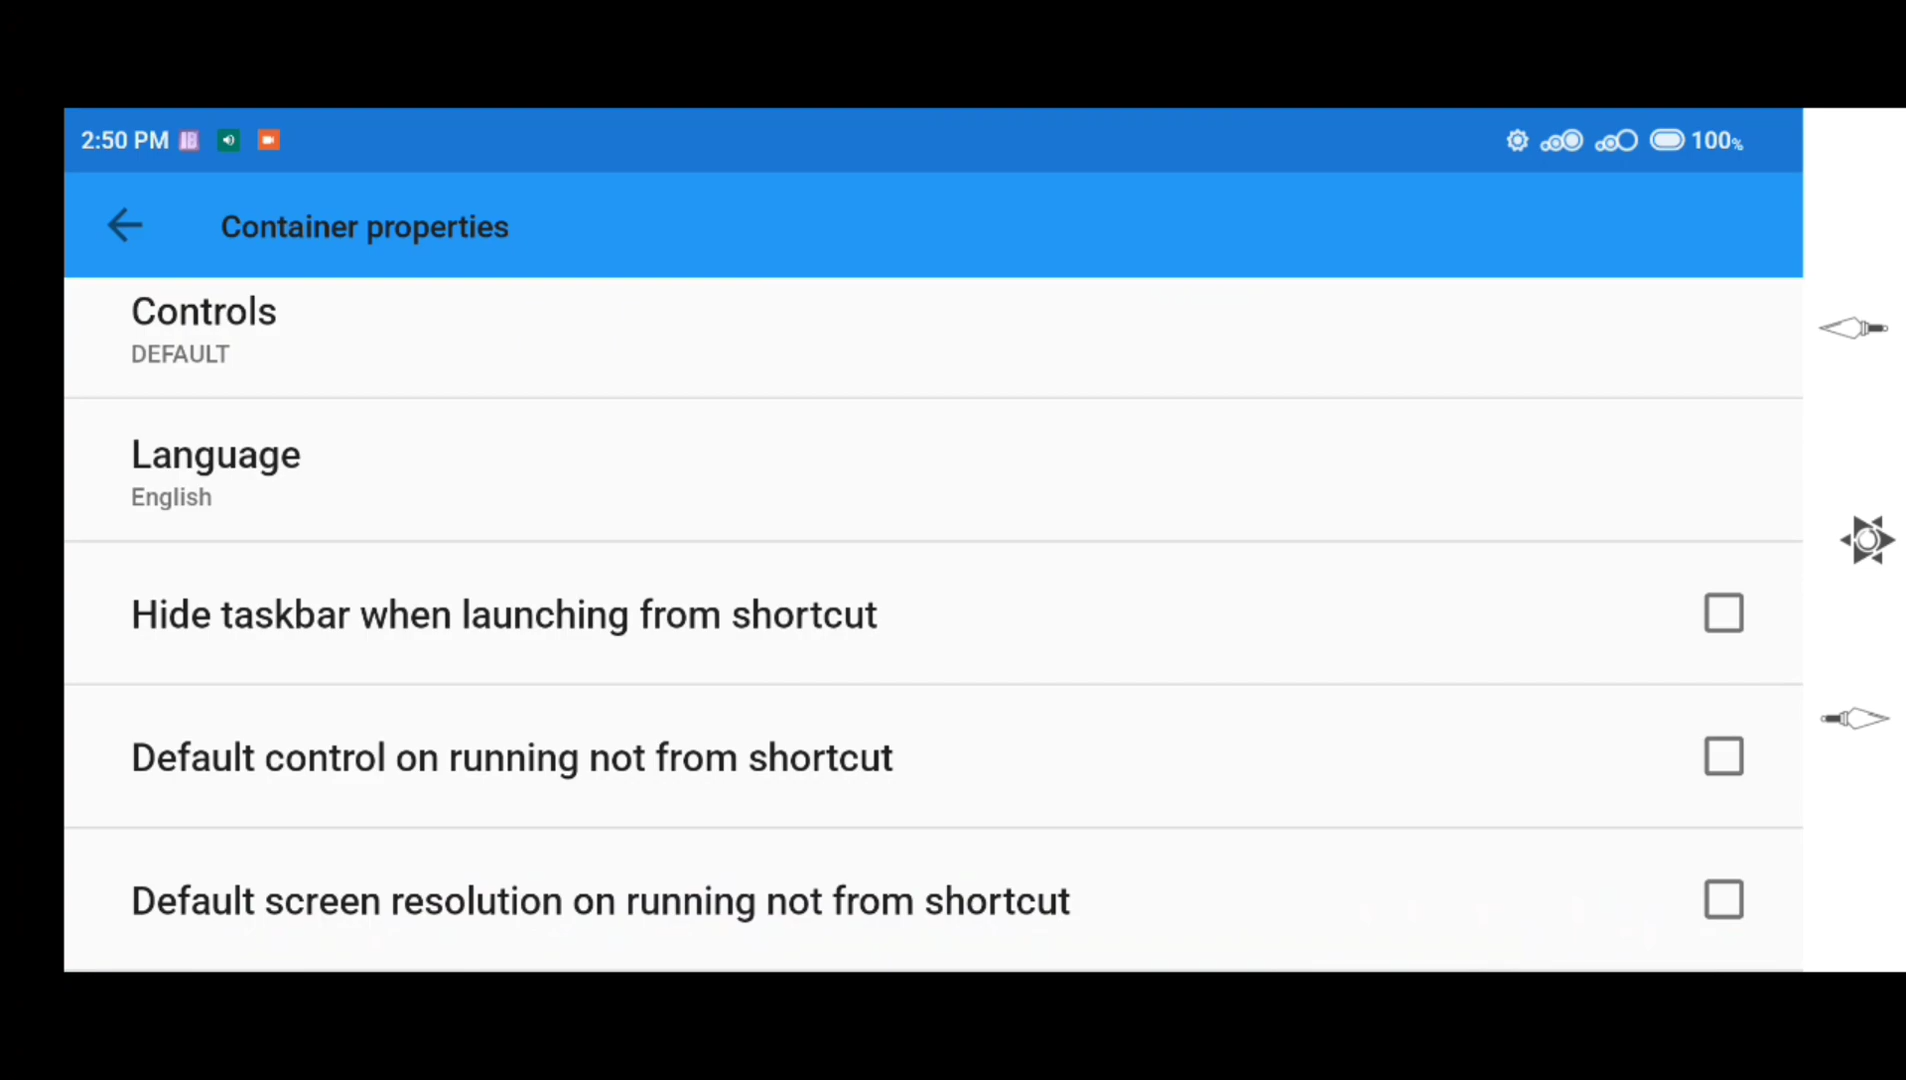 2:50 PM
100%
Container properties
Controls
DEFAULT
Language
English
Hide taskbar when launching from shortcut
Default control on running not from shortcut
Default screen resolution on running not from shortcut